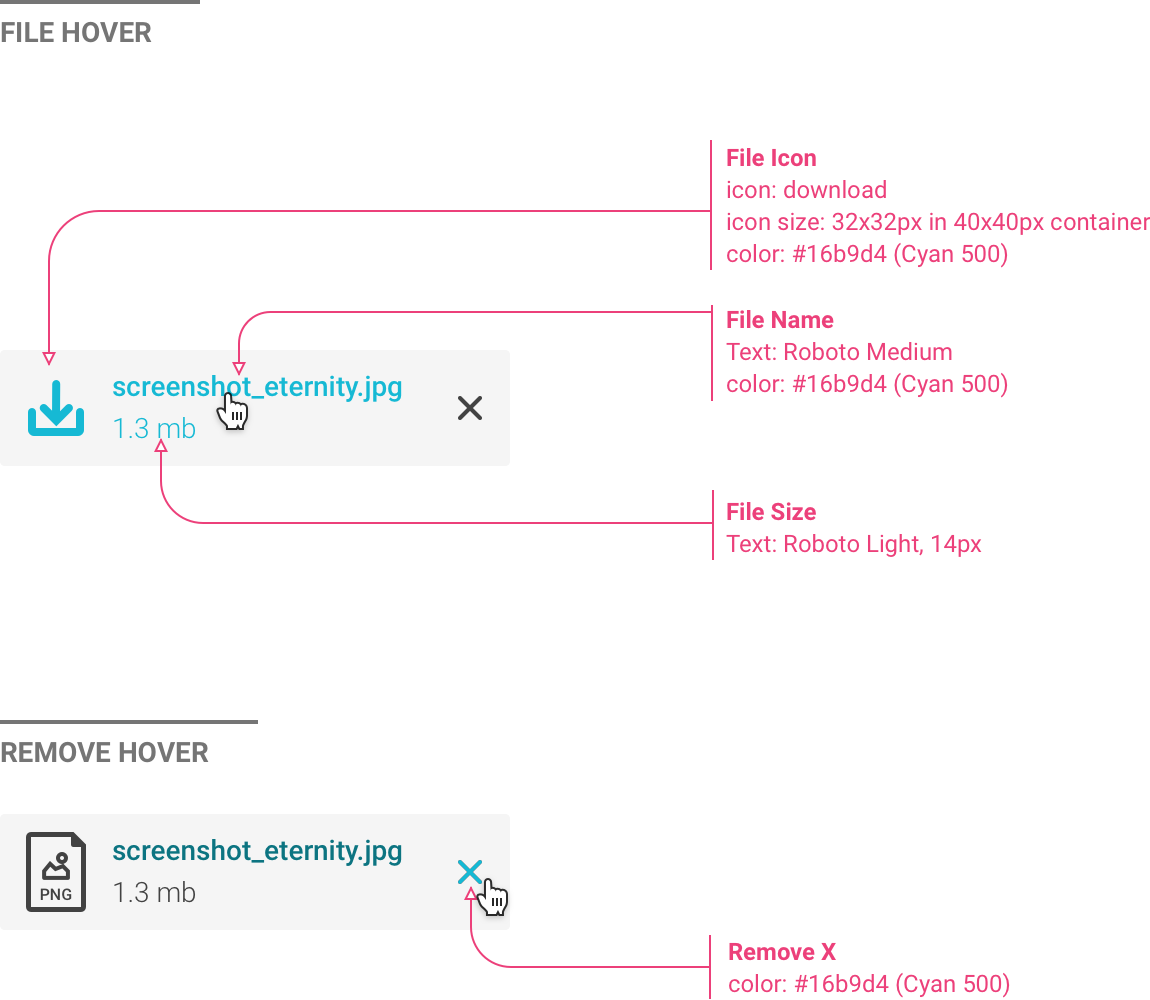 FILE HOVER
File Icon
icon: download
icon size: 32x32px in 40x40px container
color: #16b9d4 (Cyan 500)
File Name
Text: Roboto Medium
color: #16b9d4 (Cyan 500)
screenshot_eternity.jpg
1.3 mb
File Size
Text: Roboto Light, 14px
REMOVE HOVER
PNG
screenshot_eternity.jpg
1.3 mb
Remove X
color: #16b9d4 (Cyan 500)